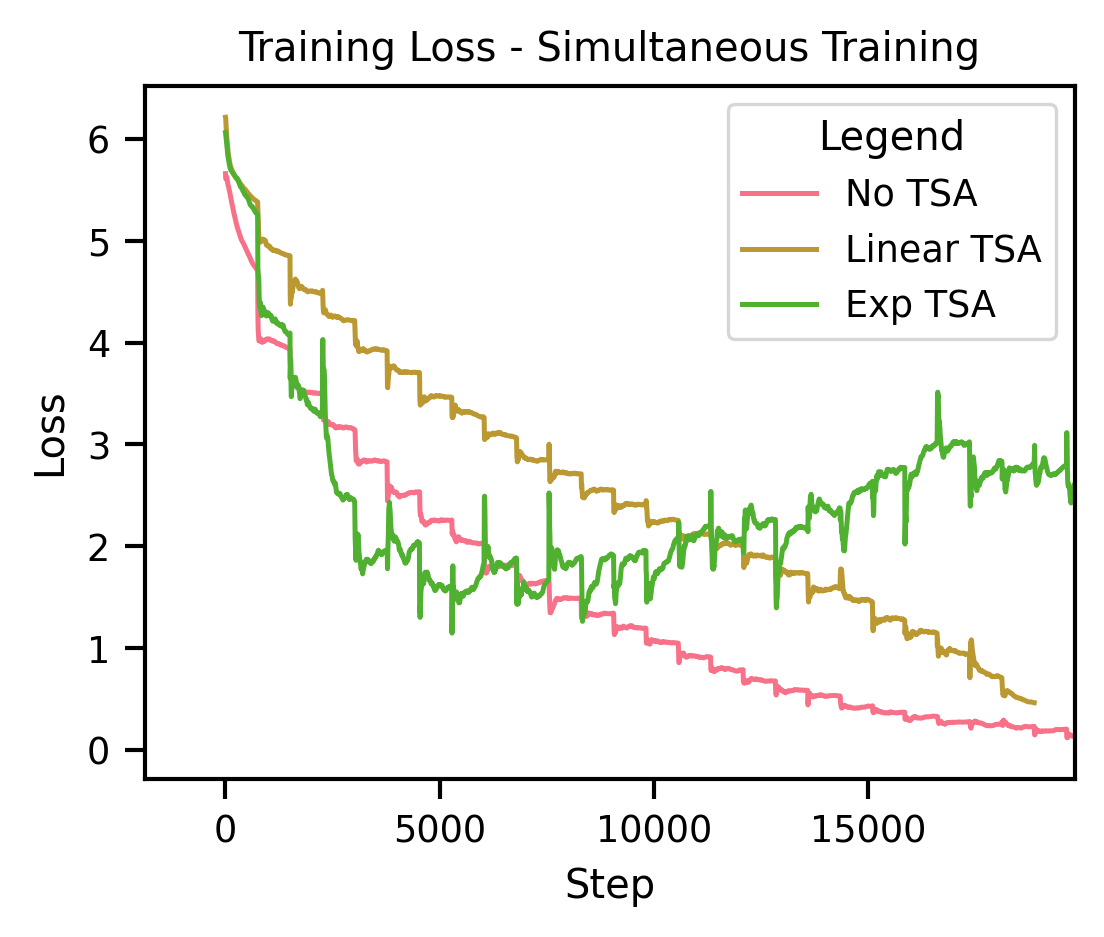 Training Loss - Simultaneous Training
Legend
No TSA
Linear TSA
Exp TSA
6
5
4
3
2
1
0
Loss
0
5000
10000
15000
Step